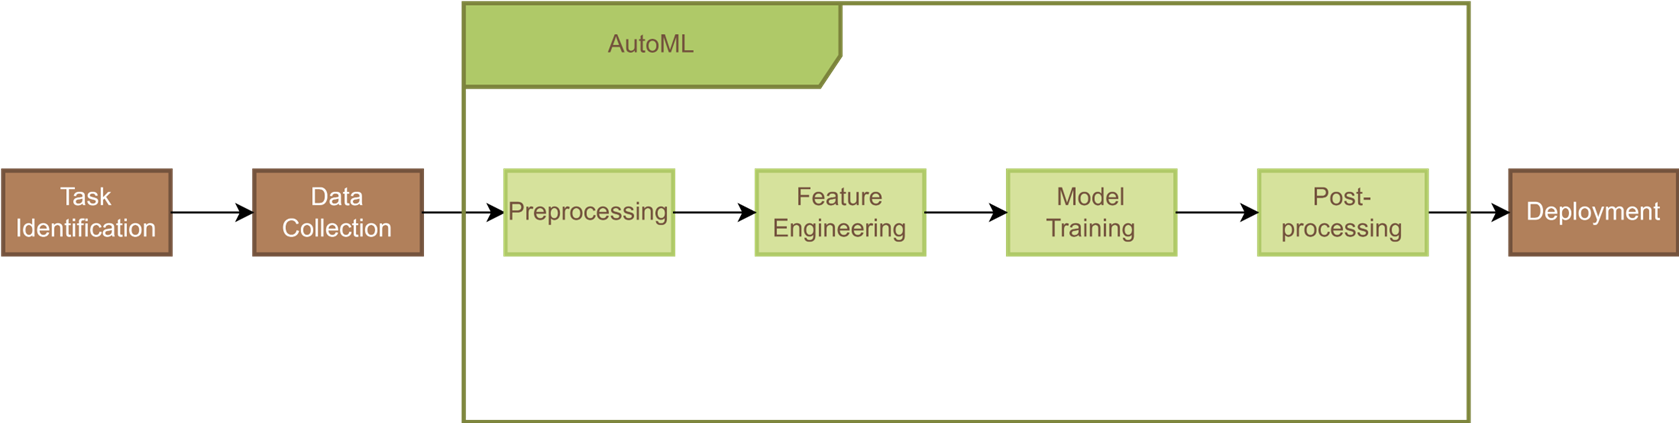 AutoML
Task
Identification
Data
Collection
Preprocessing
Feature
Engineering
Model
Training
Post-
processing
Deployment